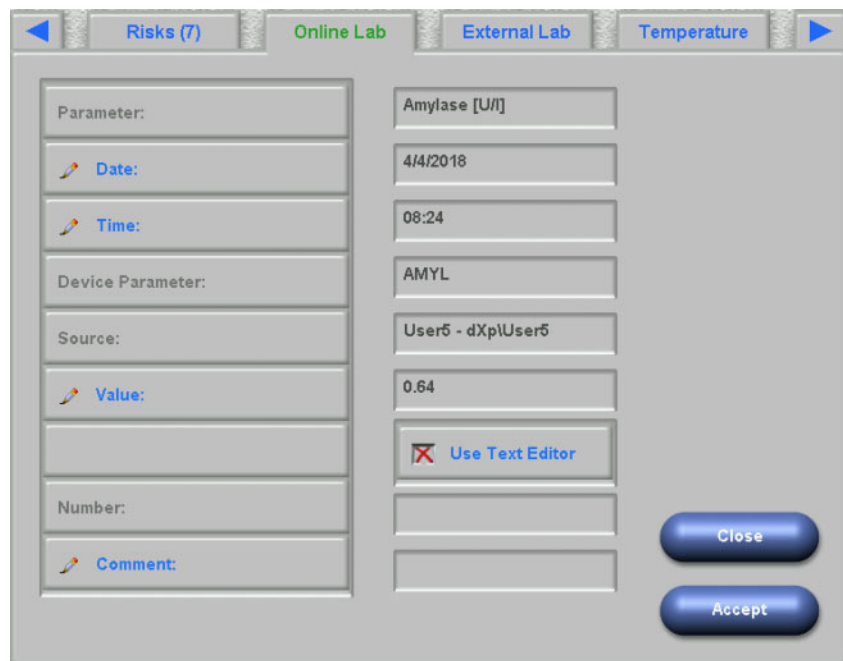 Risks (7)
Online Lab
External Lab
Temperature
Parameter:
Amylase [U/l]
Date:
4/4/2018
Time:
08:24
Device Parameter:
AMYL
Source:
User5 - dXp\User5
Value:
0.64
Use Text Editor
Number:
Comment:
Close
Accept